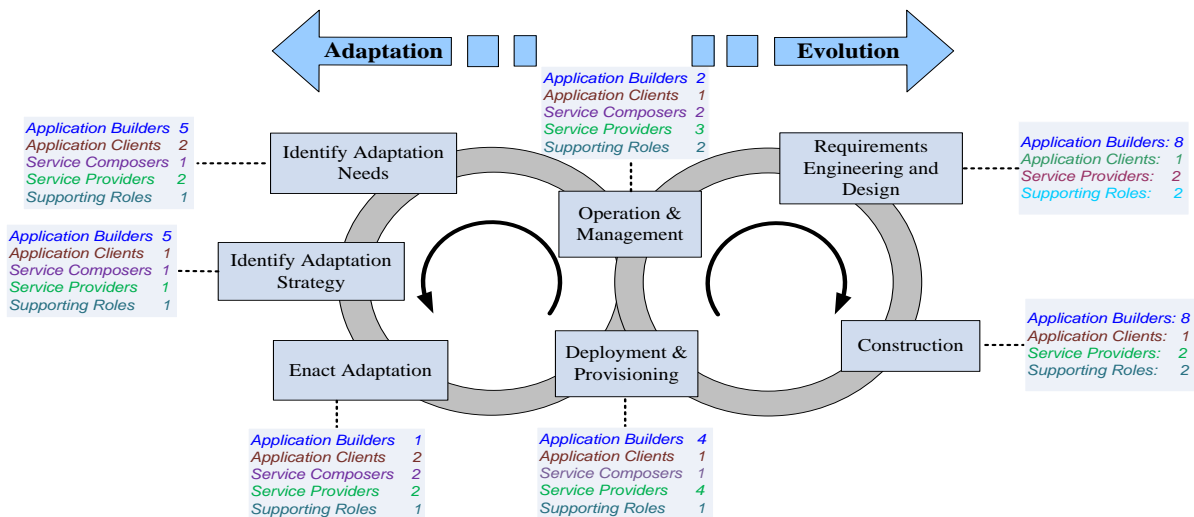 Adaptation
Evolution
Application Builders 2
Application Clients 1
Service Composers 2
Service Providers 3
Supporting Roles 2
Application Builders 5
Application Clients 2
Service Composers 1
Service Providers 2
Supporting Roles 1
Identify Adaptation
Needs
Requirements
Engineering and
Design
Application Builders: 8
Application Clients: 1
Service Providers: 2
Supporting Roles: 2
Operation &
Management
Application Builders 5
Application Clients 1
Service Composers 1
Service Providers 1
Supporting Roles 1
Identify Adaptation
Strategy
Enact Adaptation
Deployment &
Provisioning
Construction
Application Builders: 8
Application Clients: 1
Service Providers: 2
Supporting Roles: 2
Application Builders 1
Application Clients 2
Service Composers 2
Service Providers 2
Supporting Roles 1
Application Builders 4
Application Clients 1
Service Composers 1
Service Providers 4
Supporting Roles 1